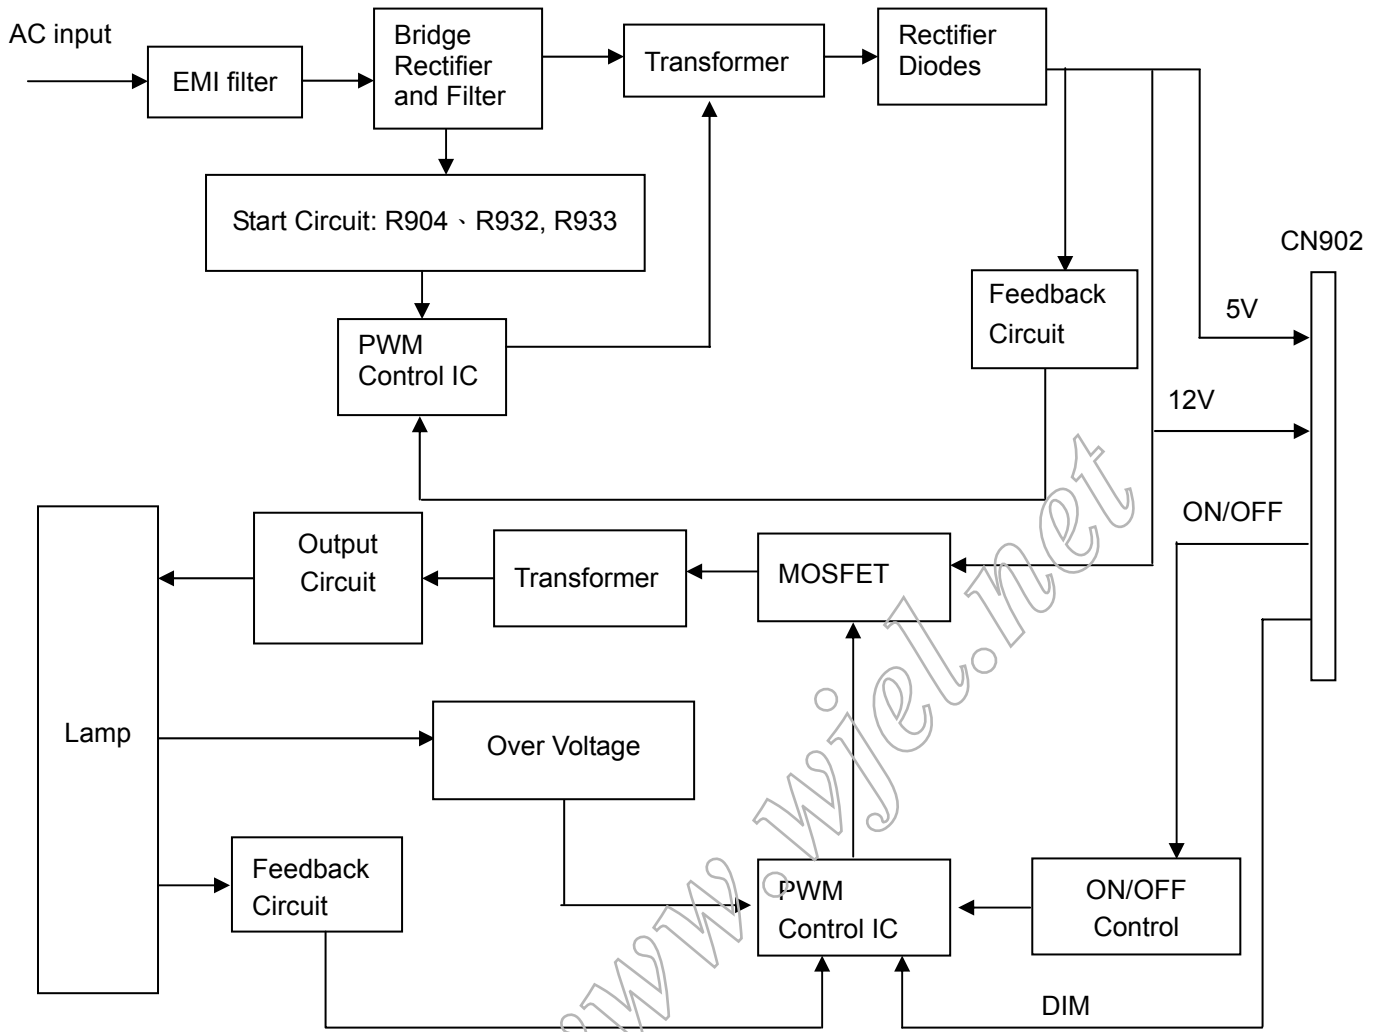 AC input
EMI filter
Bridge
Rectifier
and Filter
Transformer
Rectifier
Diodes
Start Circuit: R904、R932, R933
PWM
Control IC
Feedback
Circuit
CN902
5V
12V
ON/OFF
Output
Circuit
Transformer
MOSFET
Lamp
Over Voltage
Feedback
Circuit
PWM
Control IC
ON/OFF
Control
DIM
www.wjel.net